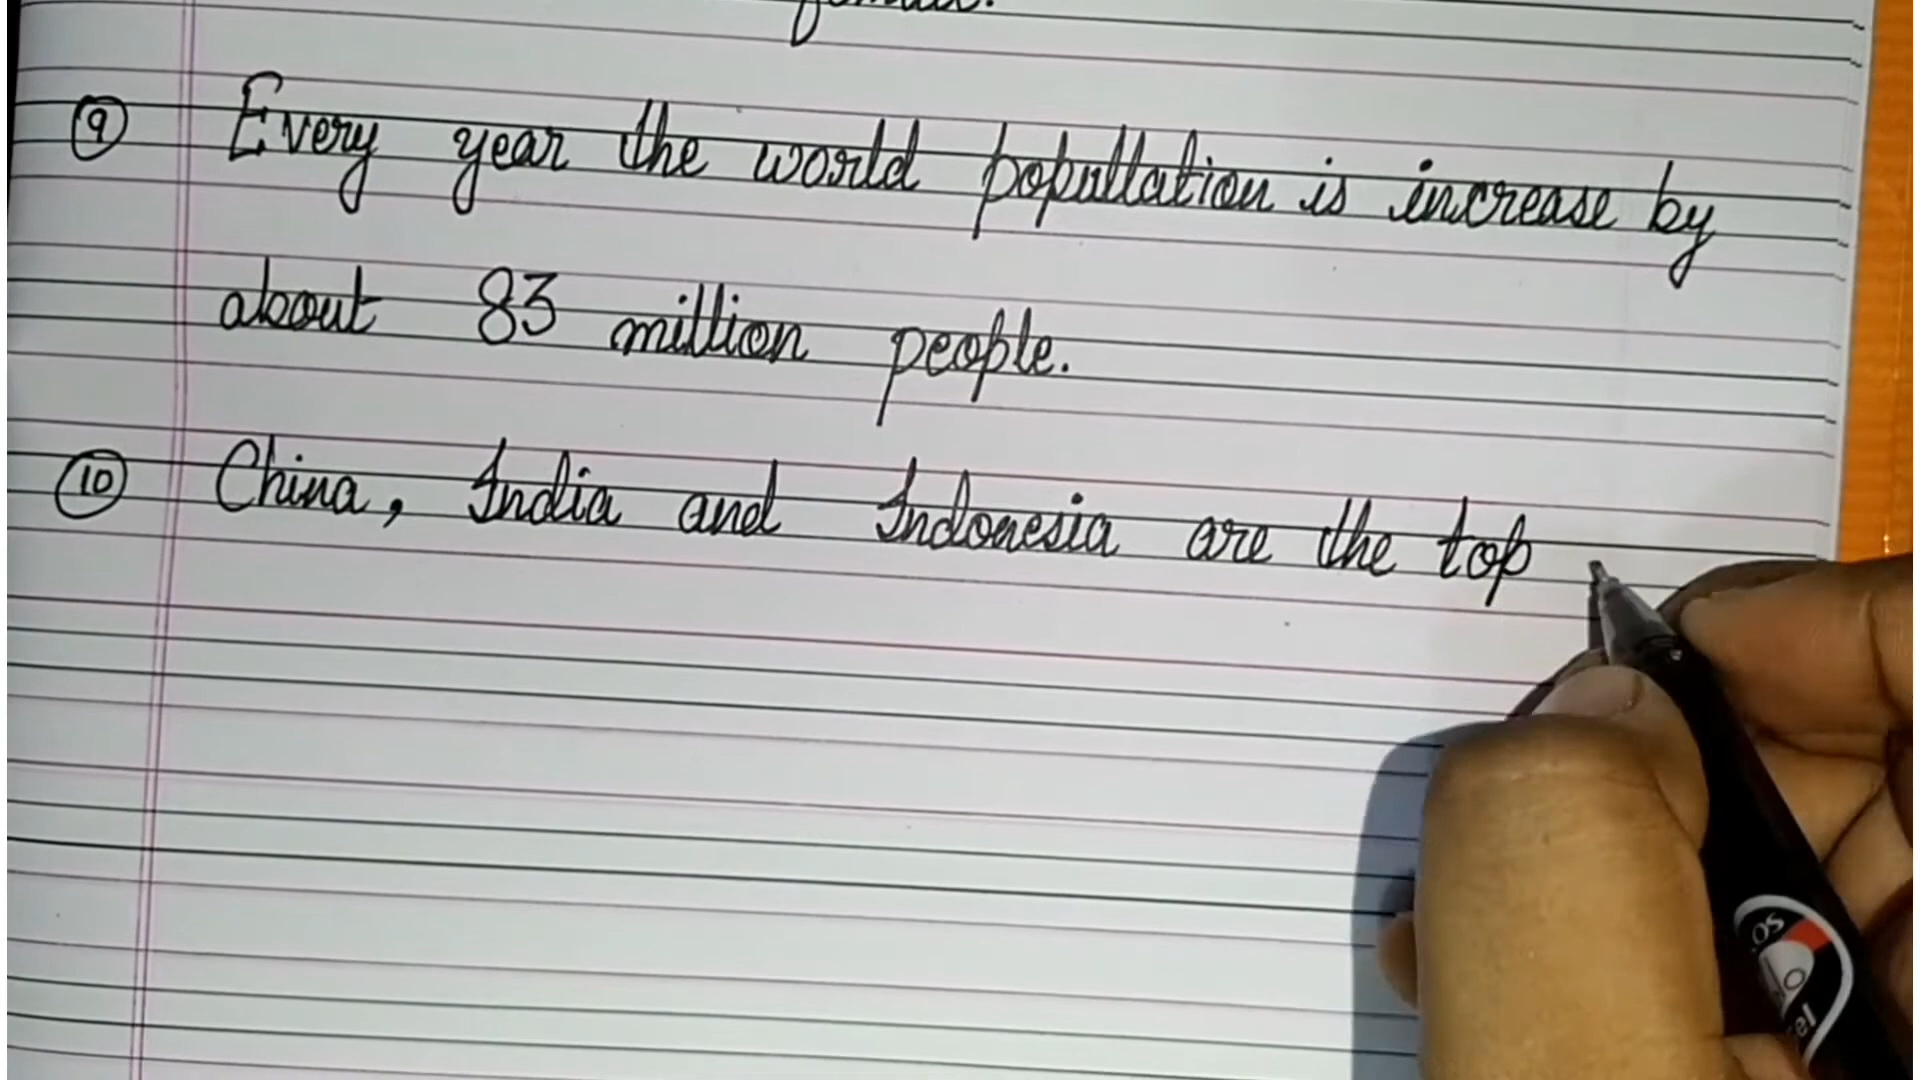 9 Every year the world population is increase by
about 83 million people.
10 China, India and Indonesia are the top